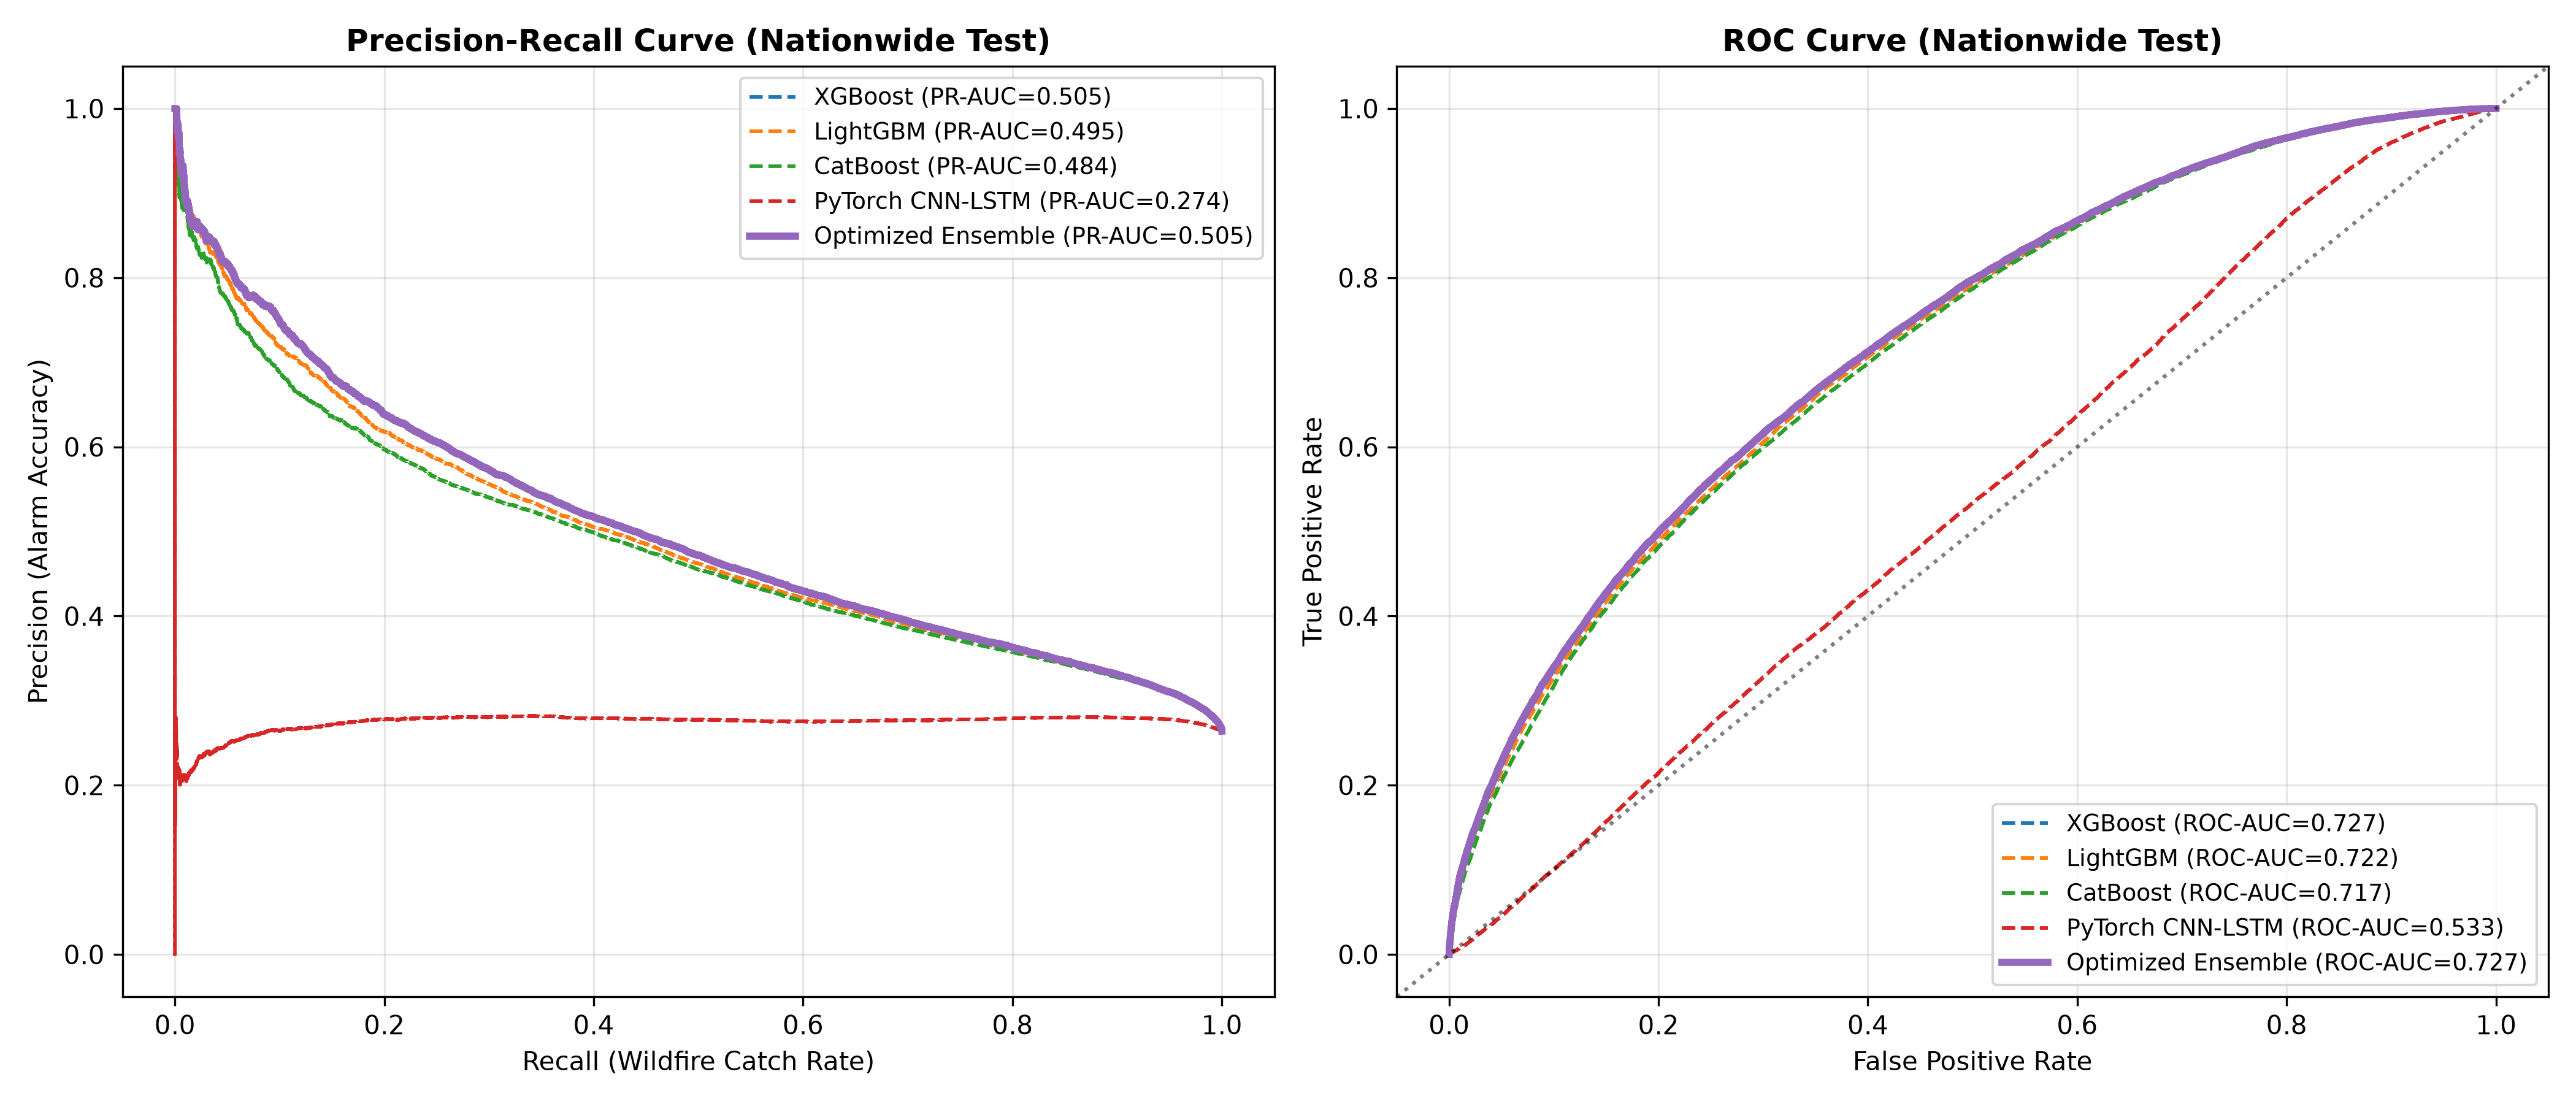 Precision-Recall Curve (Nationwide Test)
XGBoost (PR-AUC=0.505)
LightGBM (PR-AUC=0.495)
CatBoost (PR-AUC=0.484)
PyTorch CNN-LSTM (PR-AUC=0.274)
Optimized Ensemble (PR-AUC=0.505)
Precision (Alarm Accuracy)
1.0
0.8
0.6
0.4
0.2
0.0
0.0 0.2 0.4 0.6 0.8 1.0
Recall (Wildfire Catch Rate)
ROC Curve (Nationwide Test)
True Positive Rate
1.0
0.8
0.6
0.4
0.2
0.0
XGBoost (ROC-AUC=0.727)
LightGBM (ROC-AUC=0.722)
CatBoost (ROC-AUC=0.717)
PyTorch CNN-LSTM (ROC-AUC=0.533)
Optimized Ensemble (ROC-AUC=0.727)
0.0 0.2 0.4 0.6 0.8 1.0
False Positive Rate